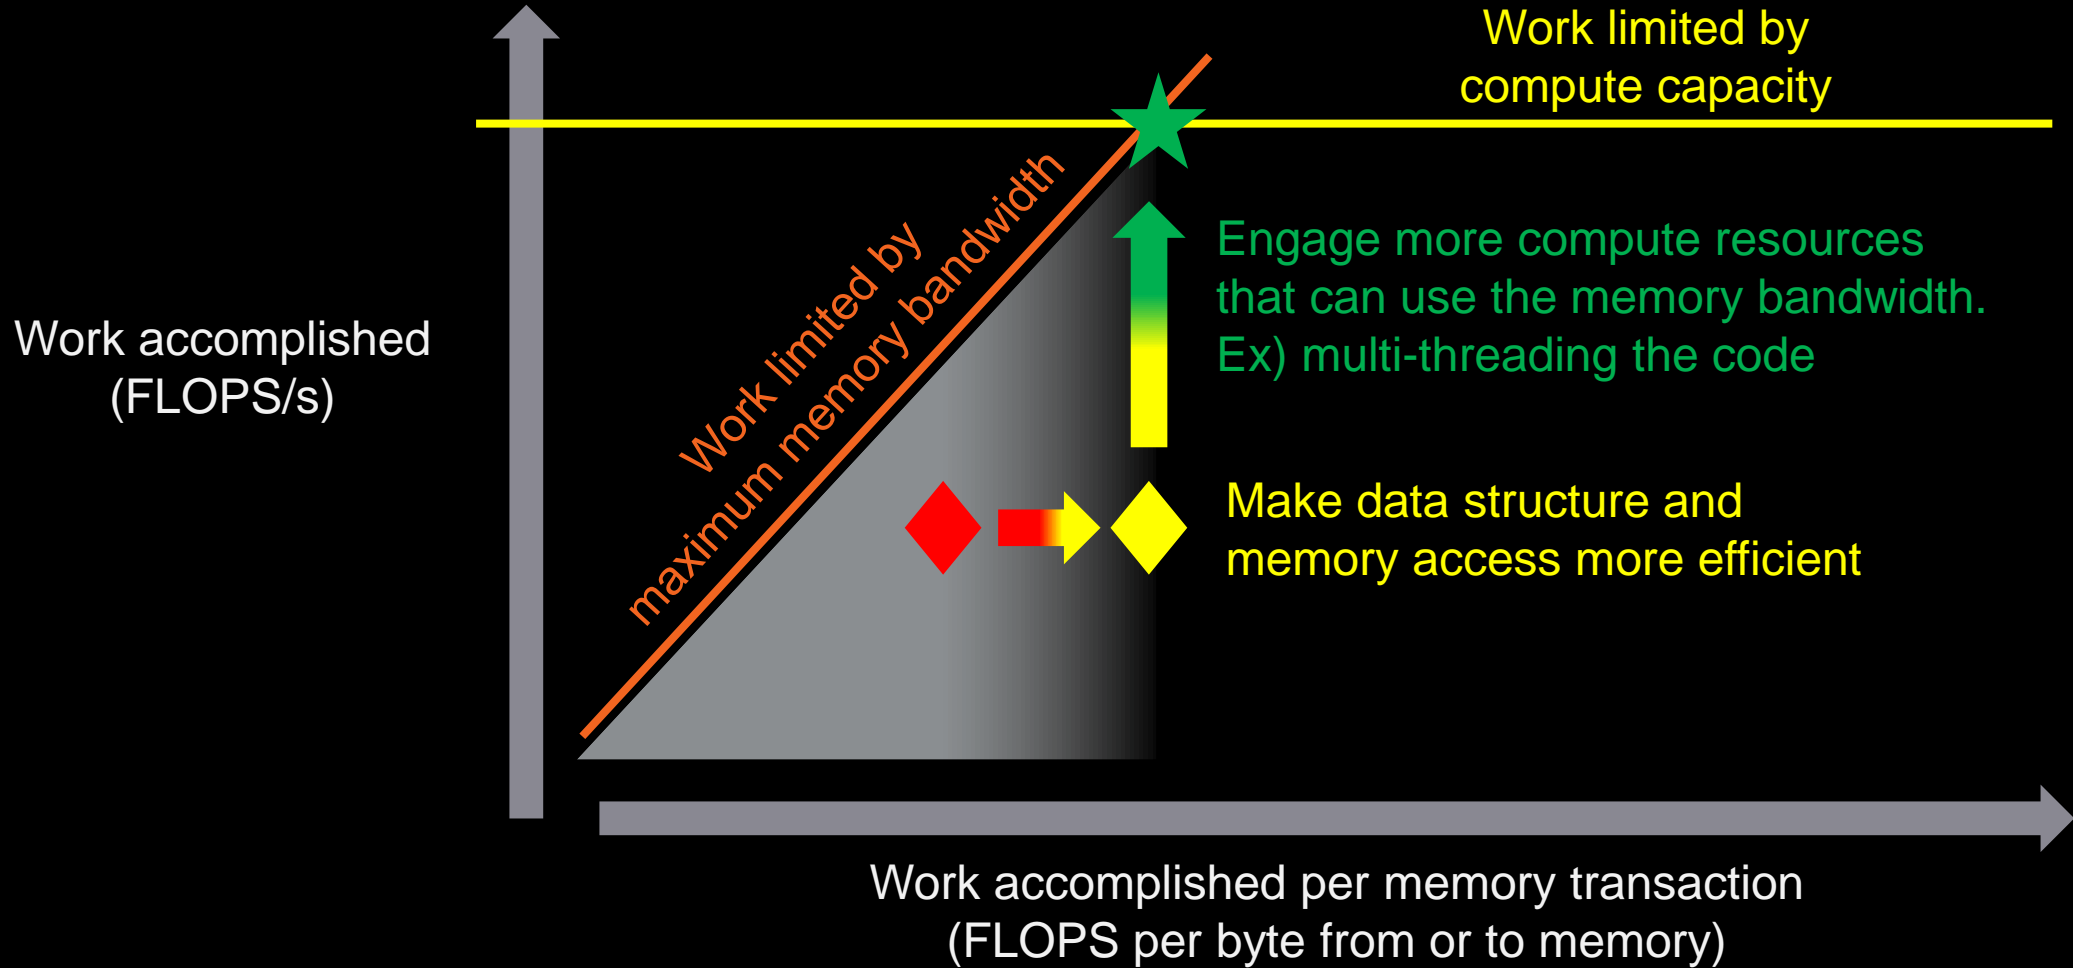 Work limited by
compute capacity
Work limited by
maximum memory bandwidth
Engage more compute resources
that can use the memory bandwidth.
Ex) multi-threading the code
Work accomplished
(FLOPS/s)
Make data structure and
memory access more efficient
Work accomplished per memory transaction
(FLOPS per byte from or to memory)